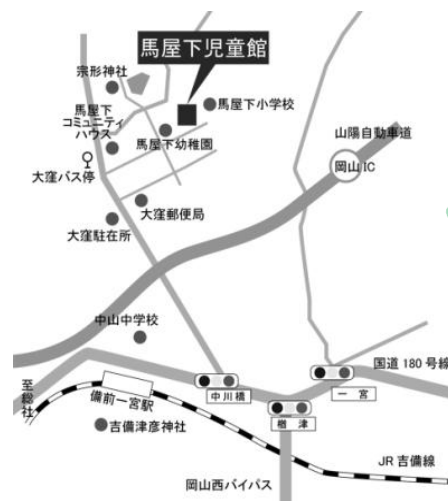 馬屋下児童館
宗形神社
馬屋下小学校
馬屋下
コミュニティ
ハウス
馬屋下幼稚園
山陽自動車道
岡山IC
大窪バス停
大窪郵便局
大窪駐在所
中山中学校
国道180号線
至総社
中川橋
一宮
備前一宮駅
楢津
吉備津彦神社
JR吉備線
岡山西バイパス